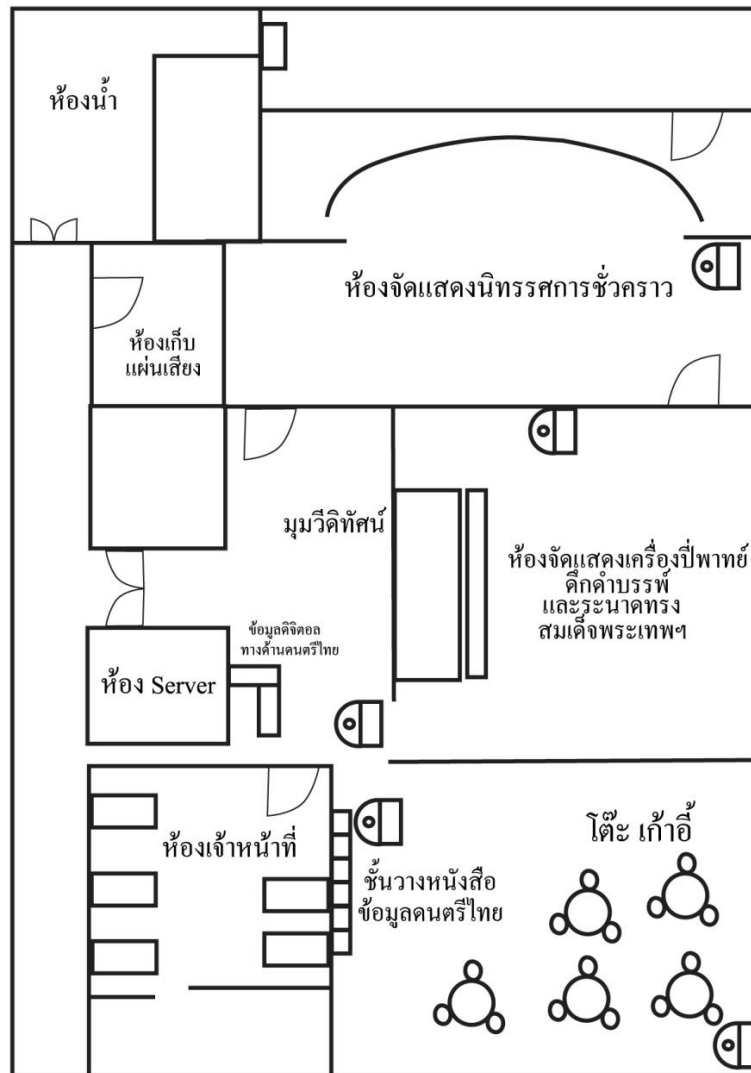 ห้องน้ำ
ห้องจัดแสดงนิทรรศการชั่วคราว
ห้องเก็บ
แผ่นเสียง
มุมวีดิทัศน์
ห้องจัดแสดงเครื่องปี่พาทย์
ดึกดำบรรพ์
และระนาดทรง
สมเด็จพระเทพฯ
ข้อมูลดิจิตอล
ทางด้านดนตรีไทย
ห้อง Server
ห้องเจ้าหน้าที่
โต๊ะ เก้าอี้
ชั้นวางหนังสือ
ข้อมูลดนตรีไทย